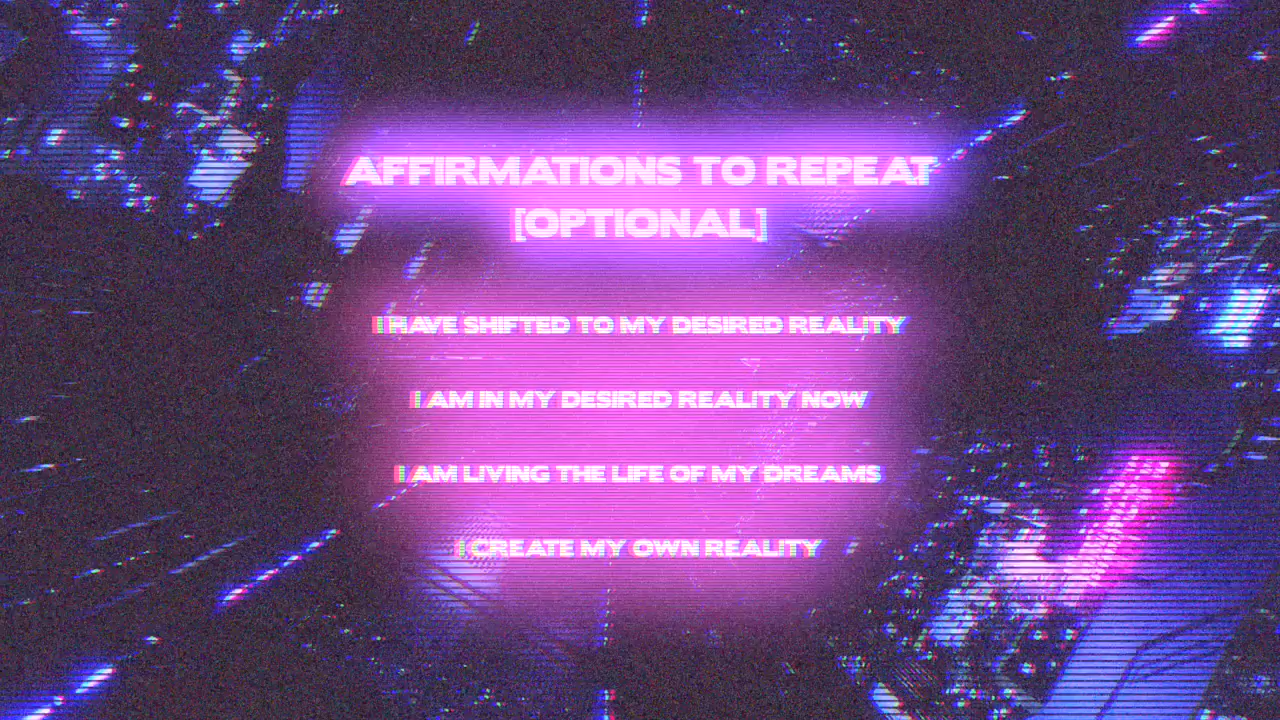 AFFIRMATIONS TO REPEAT
[OPTIONAL]
I HAVE SHIFTED TO MY DESIRED REALITY
I AM IN MY DESIRED REALITY NOW
I AM LIVING THE LIFE OF MY DREAMS
I CREATE MY OWN REALITY